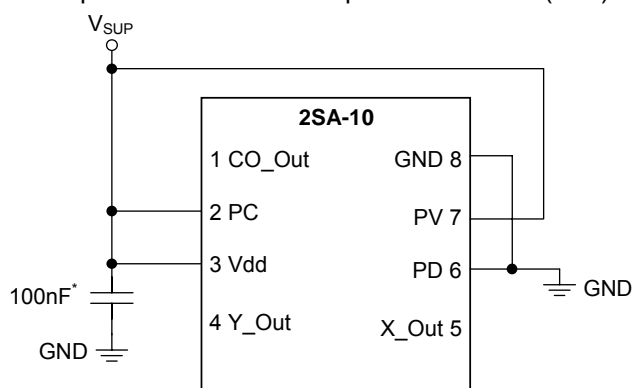 V_SUP
2SA-10
1 CO_Out
GND 8
2 PC
PV 7
3 Vdd
PD 6
100nF*
GND
4 Y_Out
X_Out 5
GND